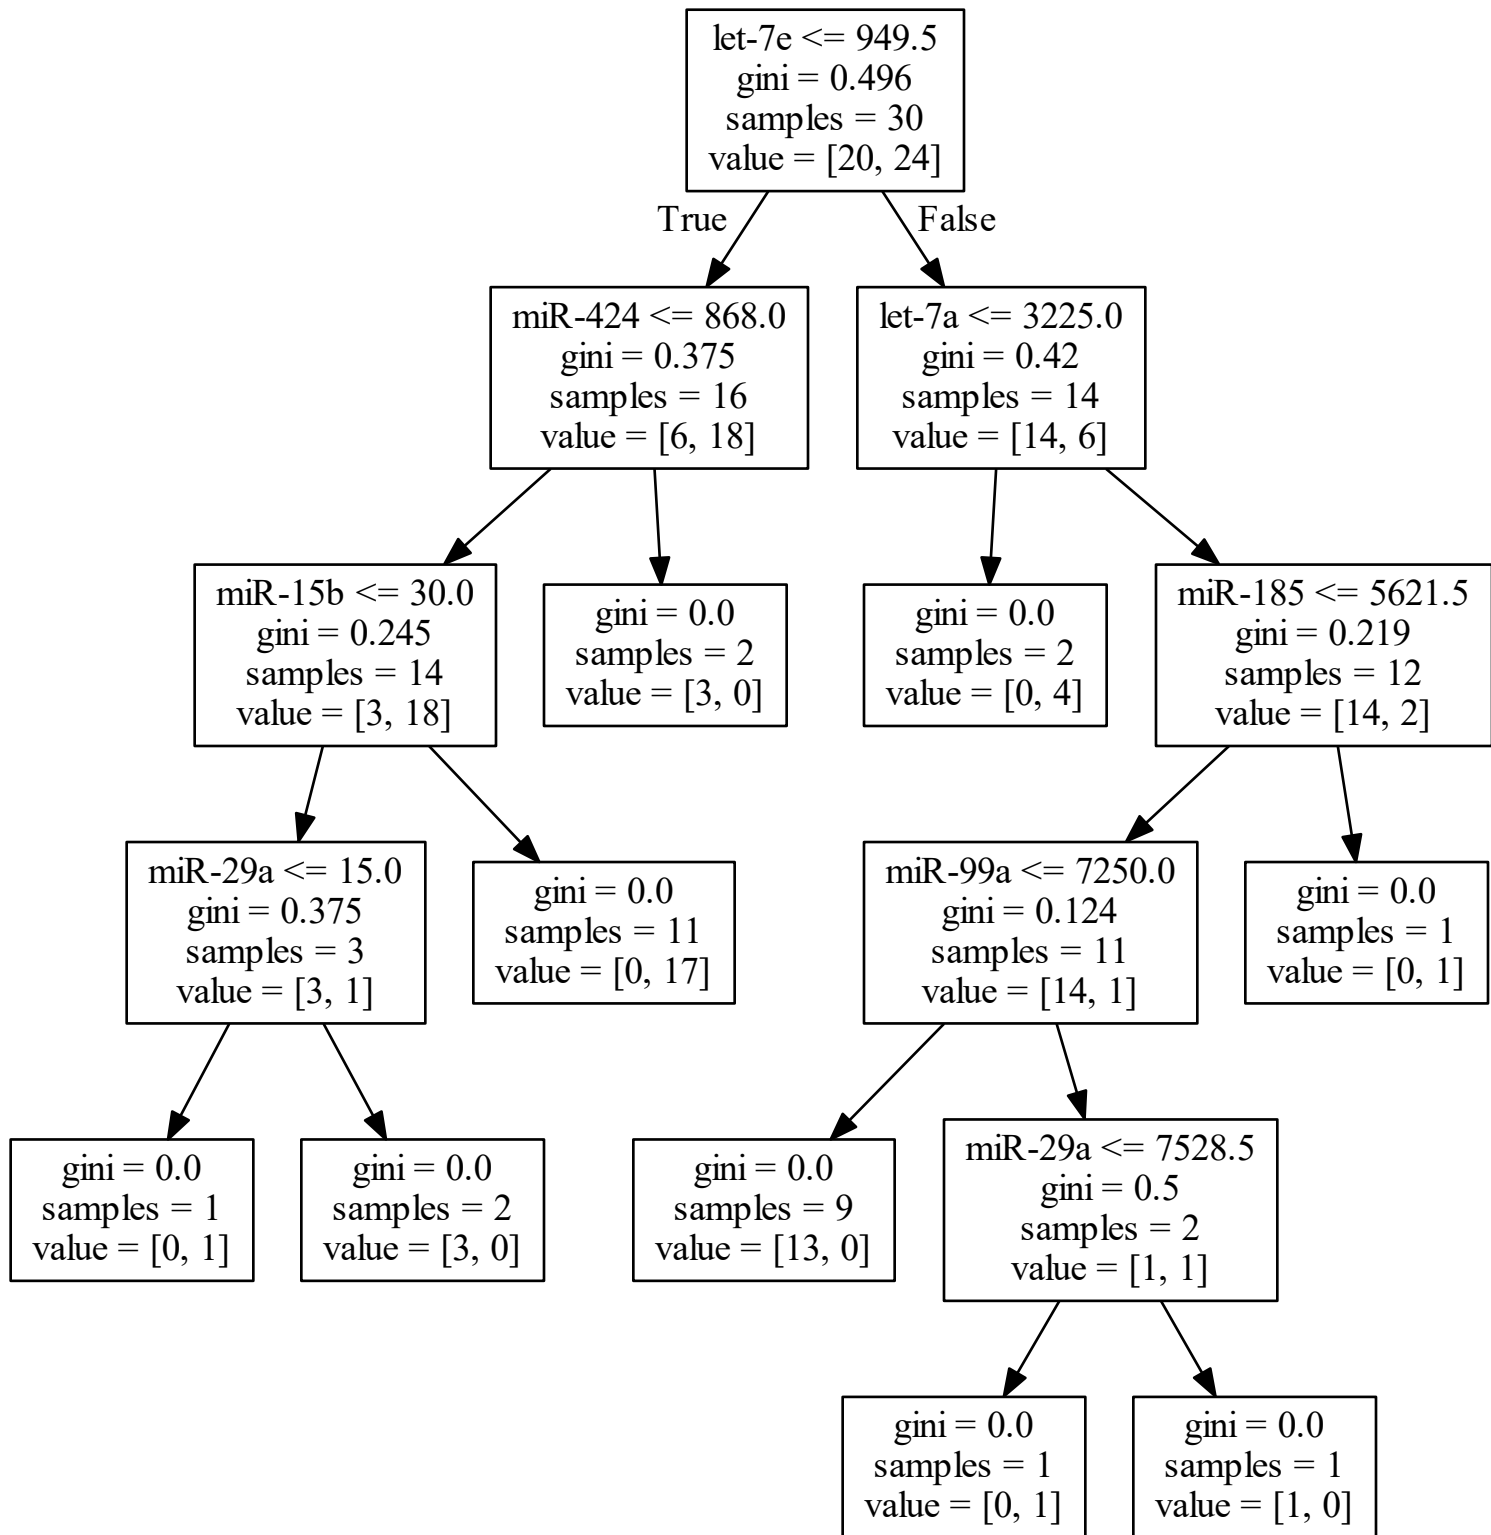 let-7e <= 949.5
gini = 0.496
samples = 30
value = [20, 24]
True
False
miR-424 <= 868.0
gini = 0.375
samples = 16
value = [6, 18]
let-7a <= 3225.0
gini = 0.42
samples = 14
value = [14, 6]
miR-15b <= 30.0
gini = 0.245
samples = 14
value = [3, 18]
gini = 0.0
samples = 2
value = [3, 0]
gini = 0.0
samples = 2
value = [0, 4]
miR-185 <= 5621.5
gini = 0.219
samples = 12
value = [14, 2]
miR-29a <= 15.0
gini = 0.375
samples = 3
value = [3, 1]
gini = 0.0
samples = 11
value = [0, 17]
miR-99a <= 7250.0
gini = 0.124
samples = 11
value = [14, 1]
gini = 0.0
samples = 1
value = [0, 1]
gini = 0.0
samples = 1
value = [0, 1]
gini = 0.0
samples = 2
value = [3, 0]
gini = 0.0
samples = 9
value = [13, 0]
miR-29a <= 7528.5
gini = 0.5
samples = 2
value = [1, 1]
gini = 0.0
samples = 1
value = [0, 1]
gini = 0.0
samples = 1
value = [1, 0]